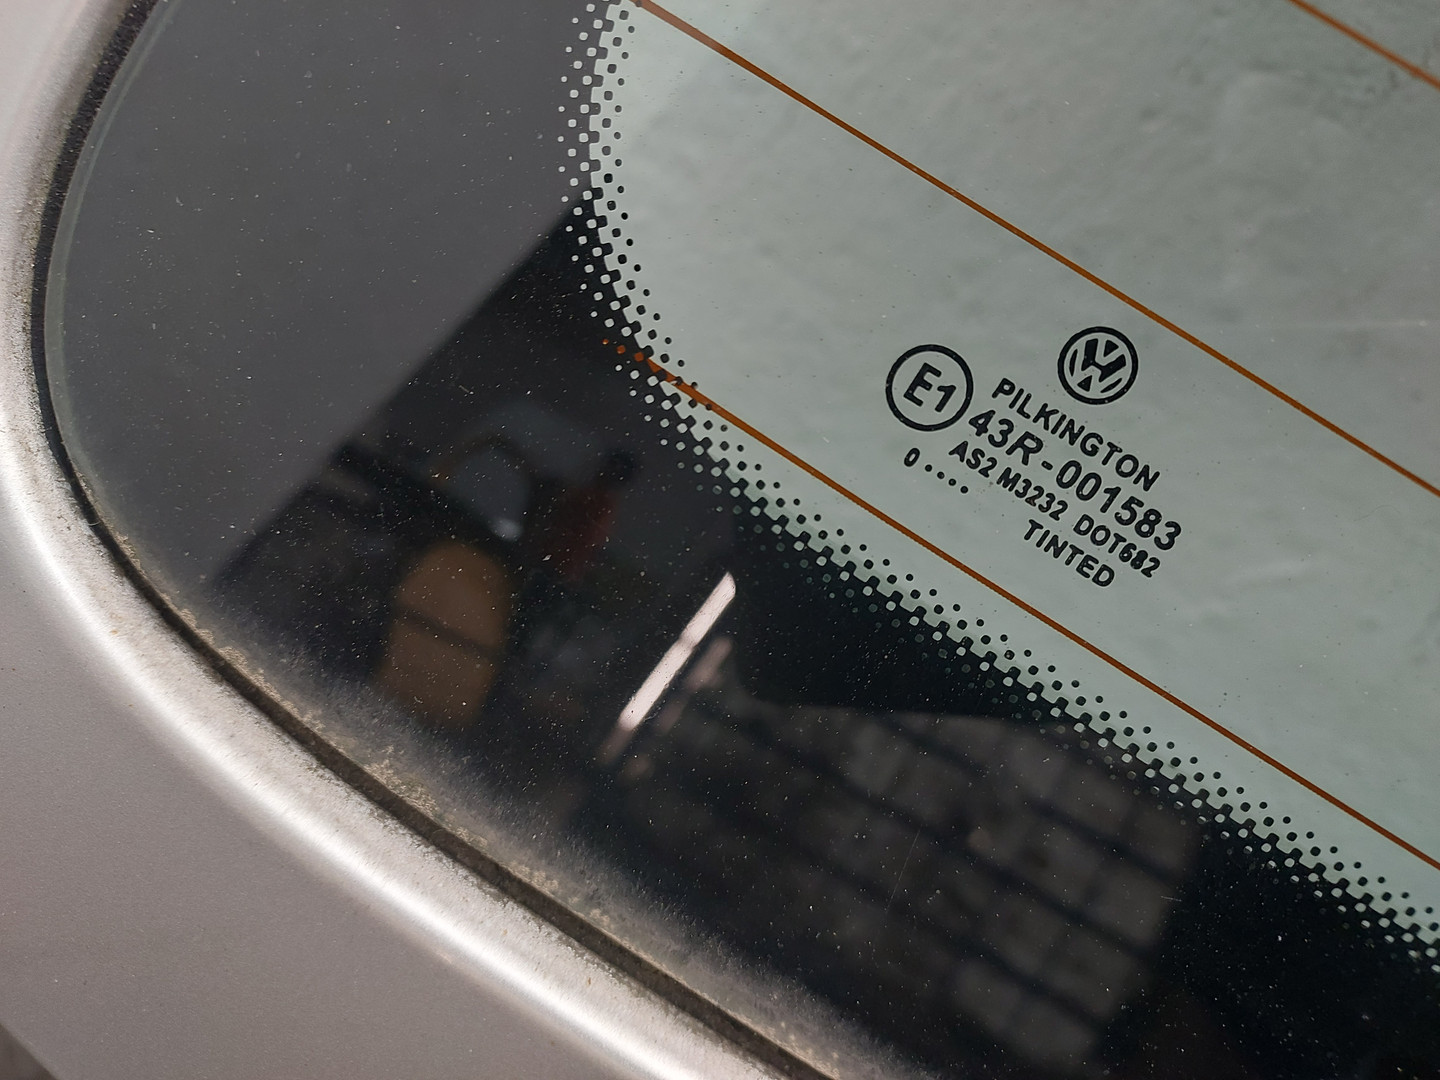 E1
PILKINGTON
43R-001583
AS2 M3232 DOT682
0 ....
TINTED